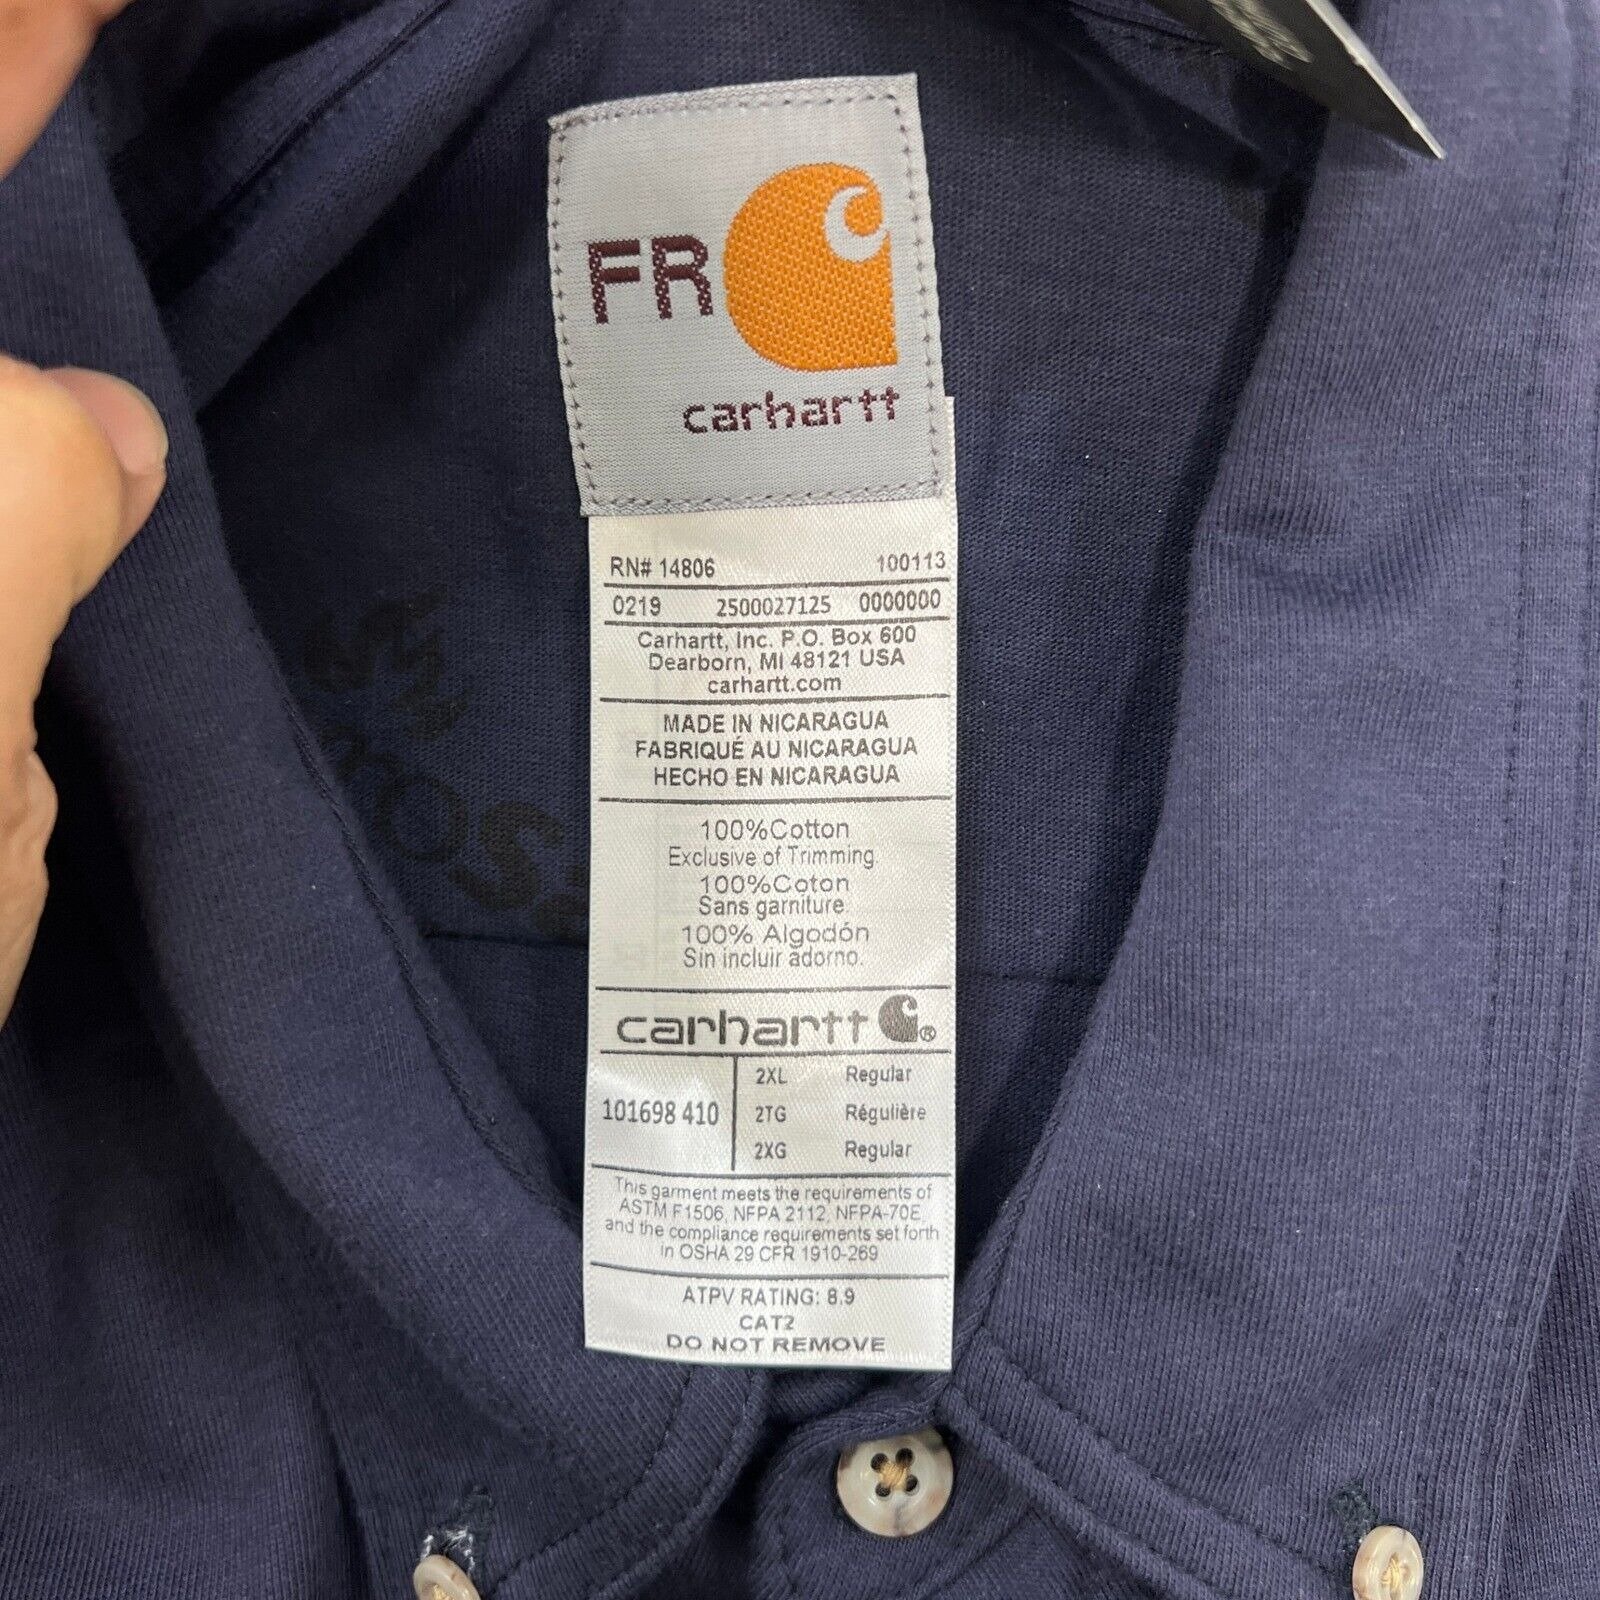 FR
carhartt
RN# 14806 100113
0219 2500027125 0000000
Carhartt, Inc. P.O. Box 600
Dearborn, MI 48121 USA
carhartt.com
MADE IN NICARAGUA
FABRIQUÉ AU NICARAGUA
HECHO EN NICARAGUA
100%Cotton
Exclusive of Trimming.
100%Coton
Sans garniture.
100% Algodón
Sin incluir adorno.
carhartt ®
101698 410
2XL Regular
2TG Régulière
2XG Regular
This garment meets the requirements of
ASTM F1506, NFPA 2112, NFPA-70E,
and the compliance requirements set forth
in OSHA 29 CFR 1910-269
ATPV RATING: 8.9
CAT2
DO NOT REMOVE